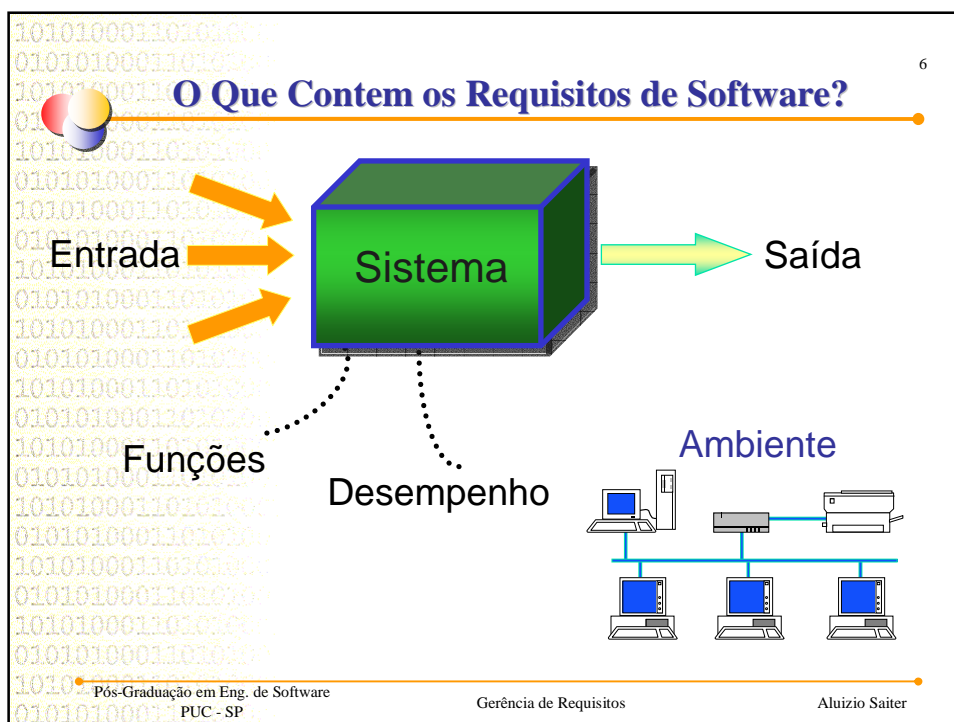 6
O Que Contem os Requisitos de Software?
Entrada
Sistema
Saída
Funções
Desempenho
Ambiente
Pós-Graduação em Eng. de Software
PUC - SP
Gerência de Requisitos
Aluizio Saiter